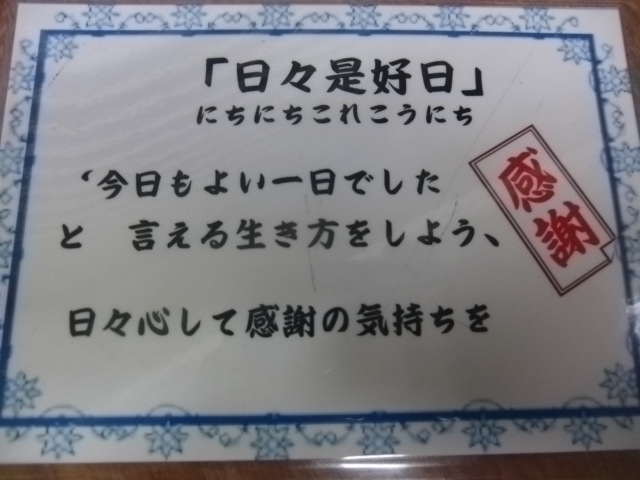 「日々是好日」
にちにちこれこうにち
‘今日もよい一日でした
と　言える生き方をしよう、
日々心して感謝の気持ちを
感謝